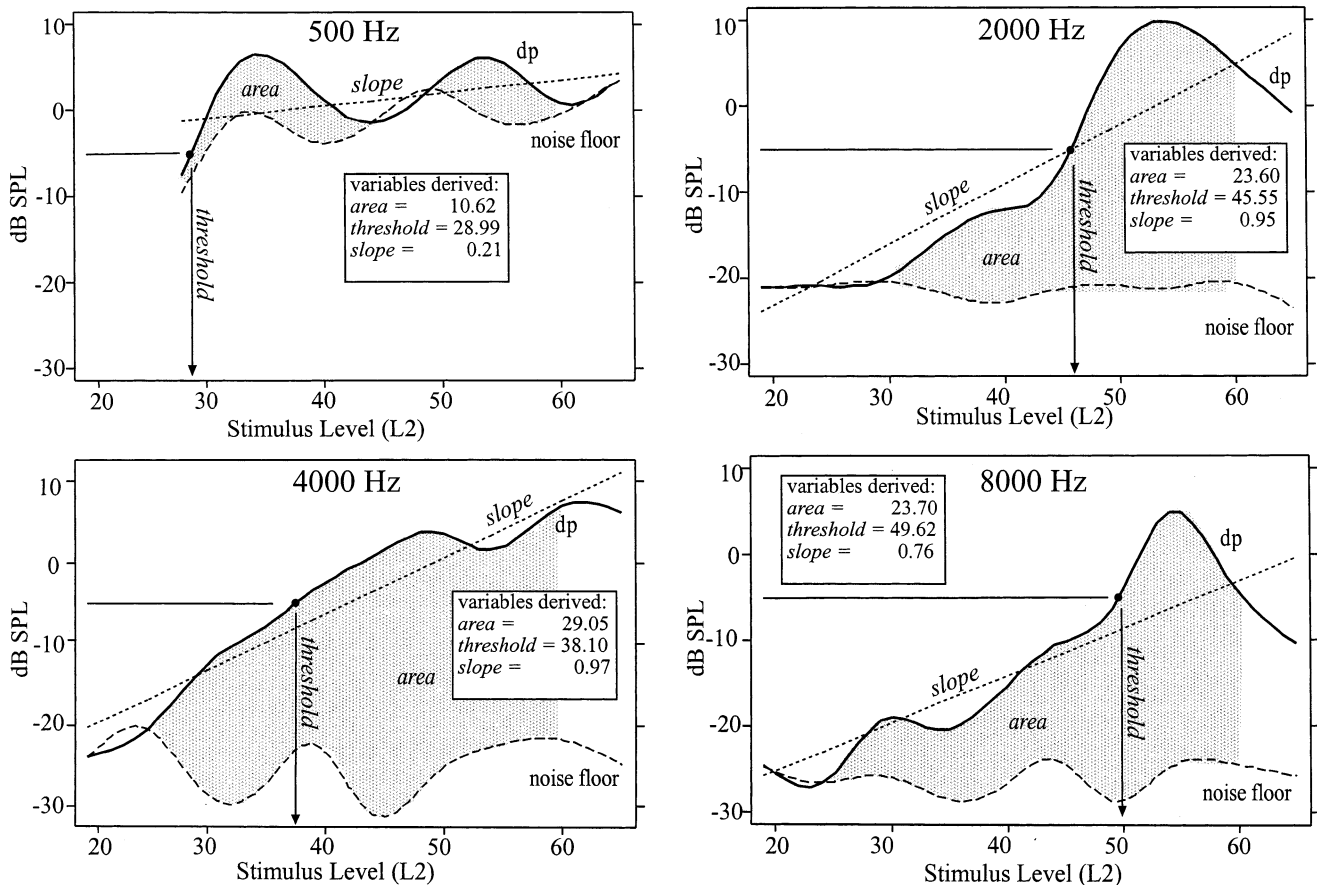 500 Hz
dp
area
slope
noise floor
variables derived:
area = 10.62
threshold = 28.99
slope = 0.21
threshold
dB SPL
10
0
-10
-20
-30
20 30 40 50 60
Stimulus Level (L2)
2000 Hz
dp
slope
variables derived:
area = 23.60
threshold = 45.55
slope = 0.95
area
threshold
noise floor
dB SPL
10
0
-10
-20
-30
20 30 40 50 60
Stimulus Level (L2)
4000 Hz
slope
dp
variables derived:
area = 29.05
threshold = 38.10
slope = 0.97
threshold
area
noise floor
dB SPL
10
0
-10
-20
-30
20 30 40 50 60
Stimulus Level (L2)
variables derived:
area = 23.70
threshold = 49.62
slope = 0.76
8000 Hz
dp
slope
area
threshold
noise floor
dB SPL
10
0
-10
-20
-30
20 30 40 50 60
Stimulus Level (L2)